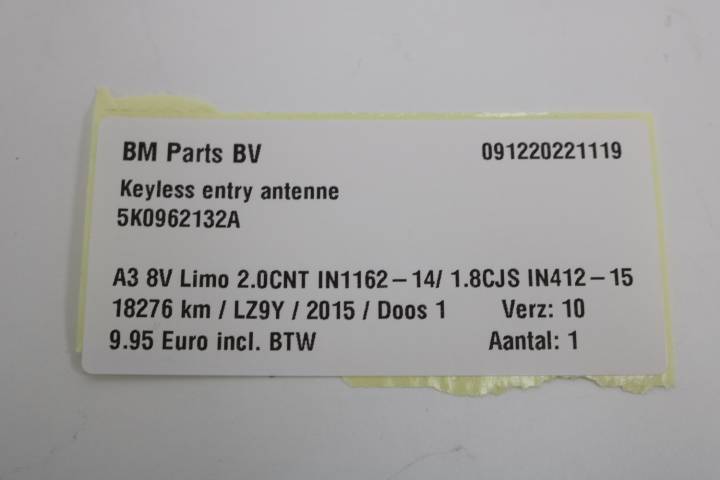 BM Parts BV 091220221119
Keyless entry antenne
5K0962132A
A3 8V Limo 2.0CNT IN1162-14/ 1.8CJS IN412-15
18276 km / LZ9Y / 2015 / Doos 1 Verz: 10
9.95 Euro incl. BTW Aantal: 1